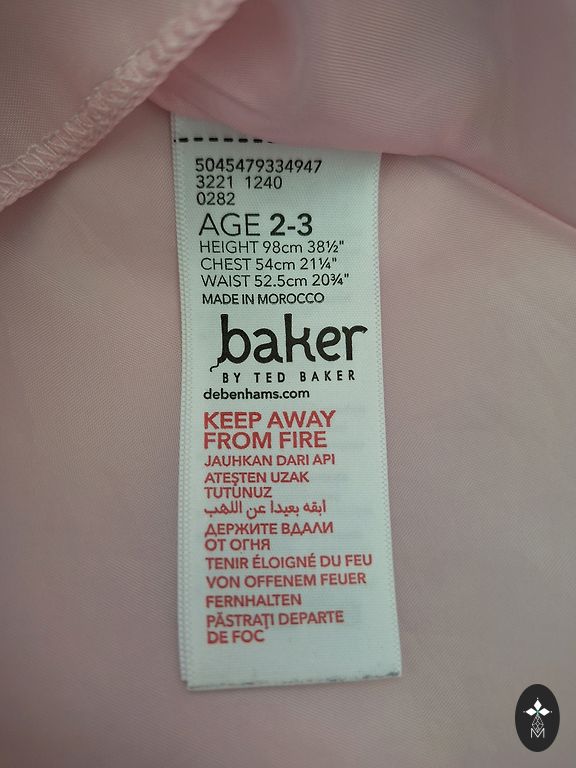 5045479334947
3221 1240
0282
AGE 2-3
HEIGHT 98cm 38½"
CHEST 54cm 21¼"
WAIST 52.5cm 20¾"
MADE IN MOROCCO
baker
BY TED BAKER
debenhams.com
KEEP AWAY
FROM FIRE
JAUHKAN DARI API
ATEŞTEN UZAK
TUTUNUZ
ابقه بعيدا عن اللهب
ДЕРЖИТЕ ВДАЛИ
ОТ ОГНЯ
TENIR ÉLOIGNÉ DU FEU
VON OFFENEM FEUER
FERNHALTEN
PĂSTRAŢI DEPARTE
DE FOC
M